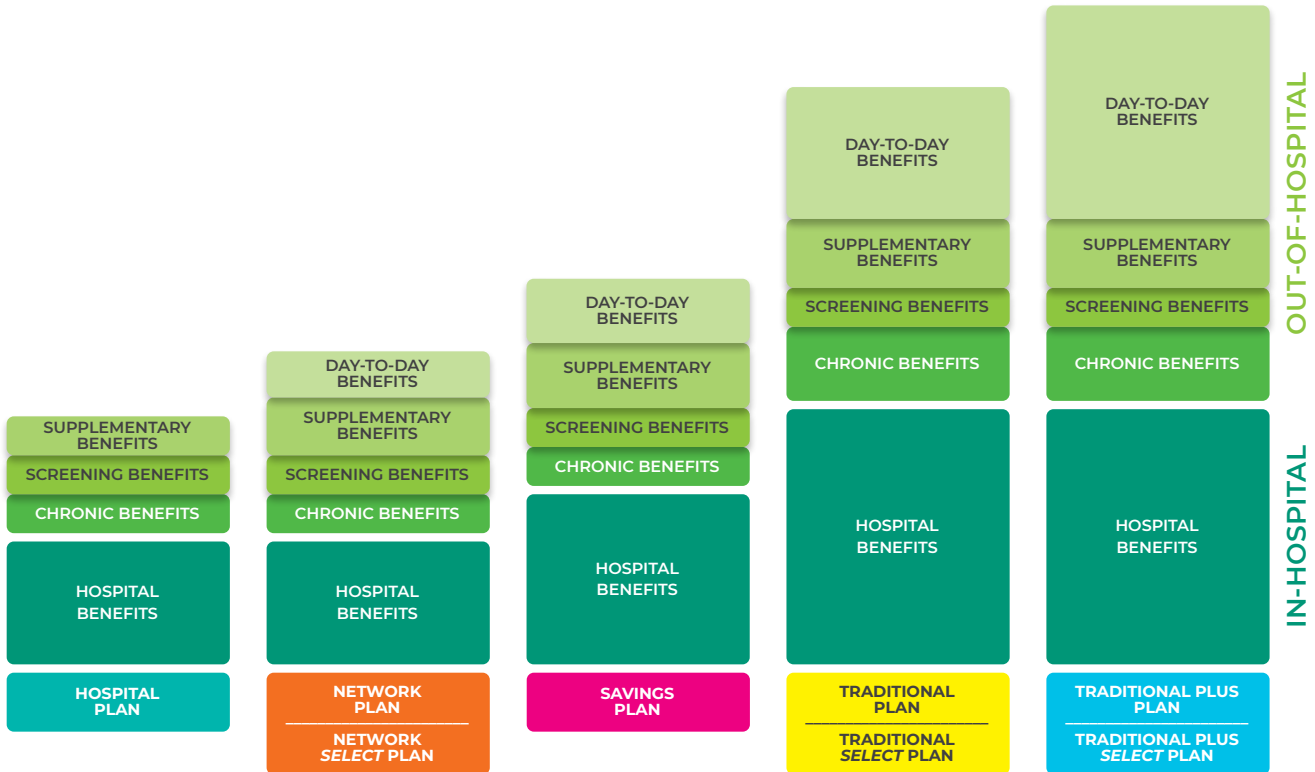 SUPPLEMENTARY
BENEFITS
SCREENING BENEFITS
CHRONIC BENEFITS
HOSPITAL
BENEFITS
HOSPITAL
PLAN
DAY-TO-DAY
BENEFITS
SUPPLEMENTARY
BENEFITS
SCREENING BENEFITS
CHRONIC BENEFITS
HOSPITAL
BENEFITS
NETWORK
PLAN
NETWORK
SELECT PLAN
DAY-TO-DAY
BENEFITS
SUPPLEMENTARY
BENEFITS
SCREENING BENEFITS
CHRONIC BENEFITS
HOSPITAL
BENEFITS
SAVINGS
PLAN
DAY-TO-DAY
BENEFITS
SUPPLEMENTARY
BENEFITS
SCREENING BENEFITS
CHRONIC BENEFITS
HOSPITAL
BENEFITS
TRADITIONAL
PLAN
TRADITIONAL
SELECT PLAN
DAY-TO-DAY
BENEFITS
SUPPLEMENTARY
BENEFITS
SCREENING BENEFITS
CHRONIC BENEFITS
HOSPITAL
BENEFITS
TRADITIONAL PLUS
PLAN
TRADITIONAL PLUS
SELECT PLAN
OUT-OF-HOSPITAL
IN-HOSPITAL